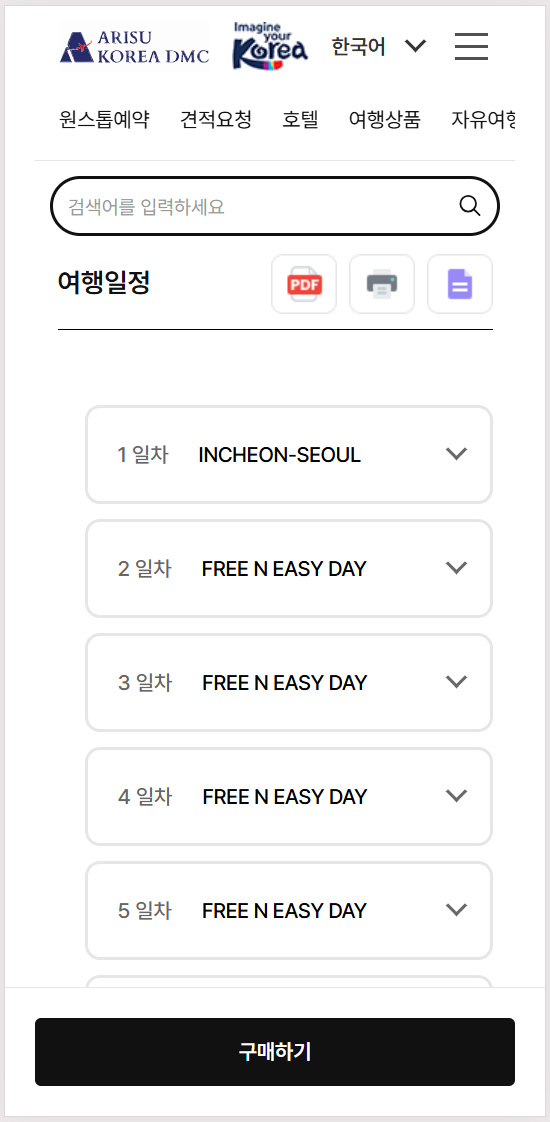 ARISU
KOREA DMC
Imagine
your
Korea
한국어
원스톱예약 견적요청 호텔 여행상품 자유여행
검색어를 입력하세요
여행일정
PDF
1 일차 INCHEON-SEOUL
2 일차 FREE N EASY DAY
3 일차 FREE N EASY DAY
4 일차 FREE N EASY DAY
5 일차 FREE N EASY DAY
구매하기